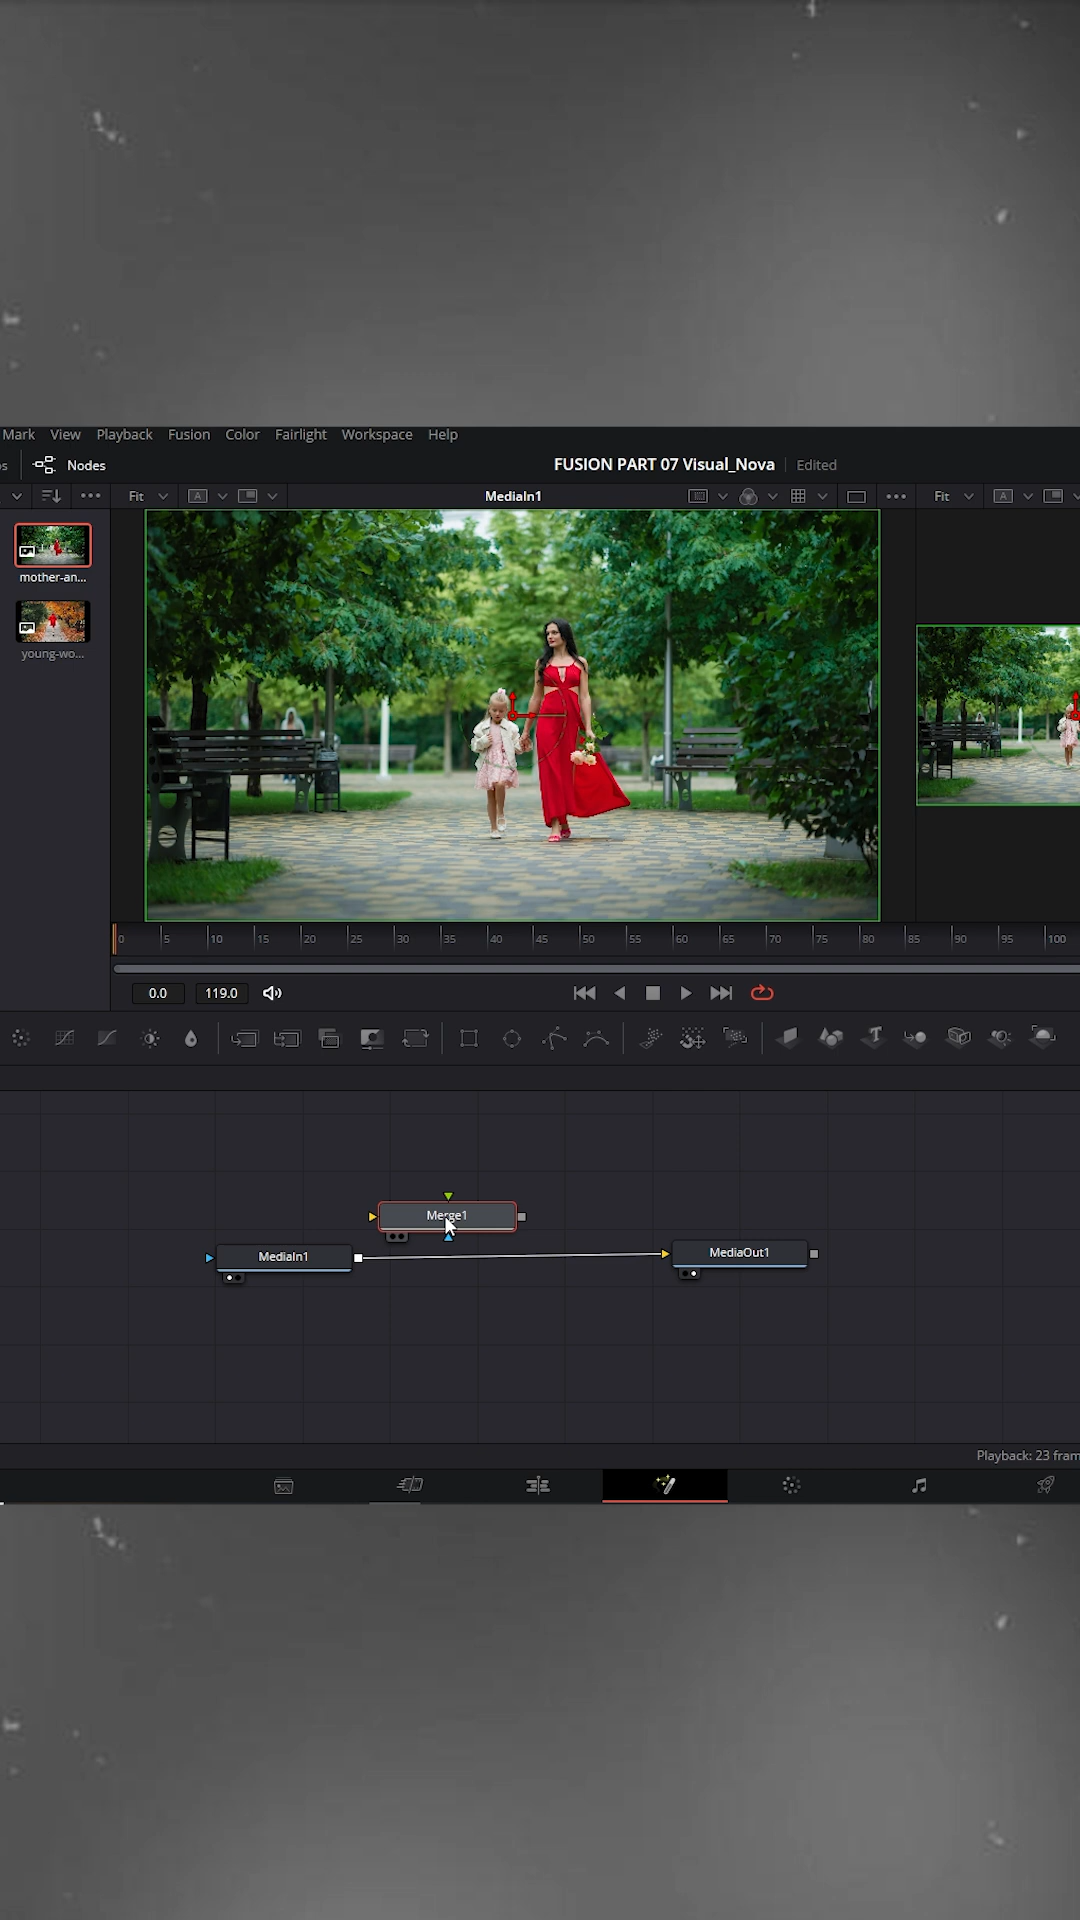 Mark View Playback Fusion Color Fairlight Workspace Help
s Nodes FUSION PART 07 Visual_Nova Edited
Fit A MediaIn1 Fit A
mother-an...
young-wo...
0 5 10 15 20 25 30 35 40 45 50 55 60 65 70 75 80 85 90 95 100
0.0 119.0
T
Merge1
MediaIn1 MediaOut1
Playback: 23 fram